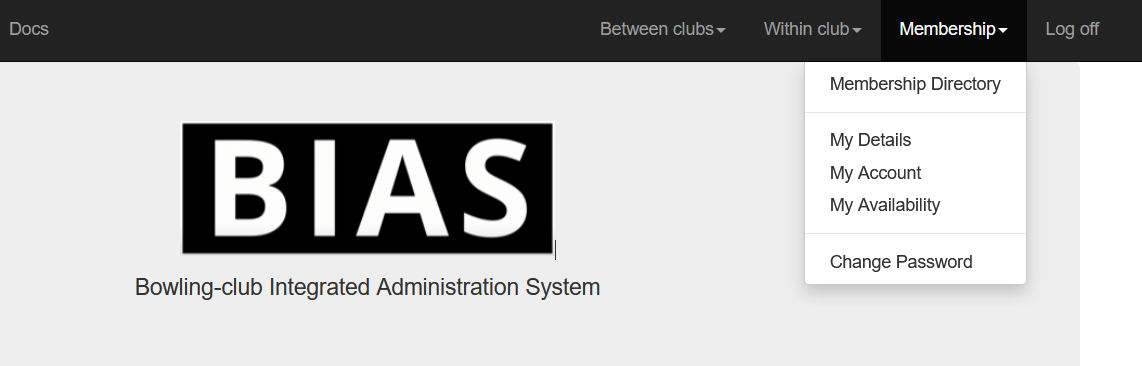 Docs Between clubs Within club Membership Log off
Membership Directory
My Details
My Account
My Availability
Change Password
BIAS
Bowling-club Integrated Administration System